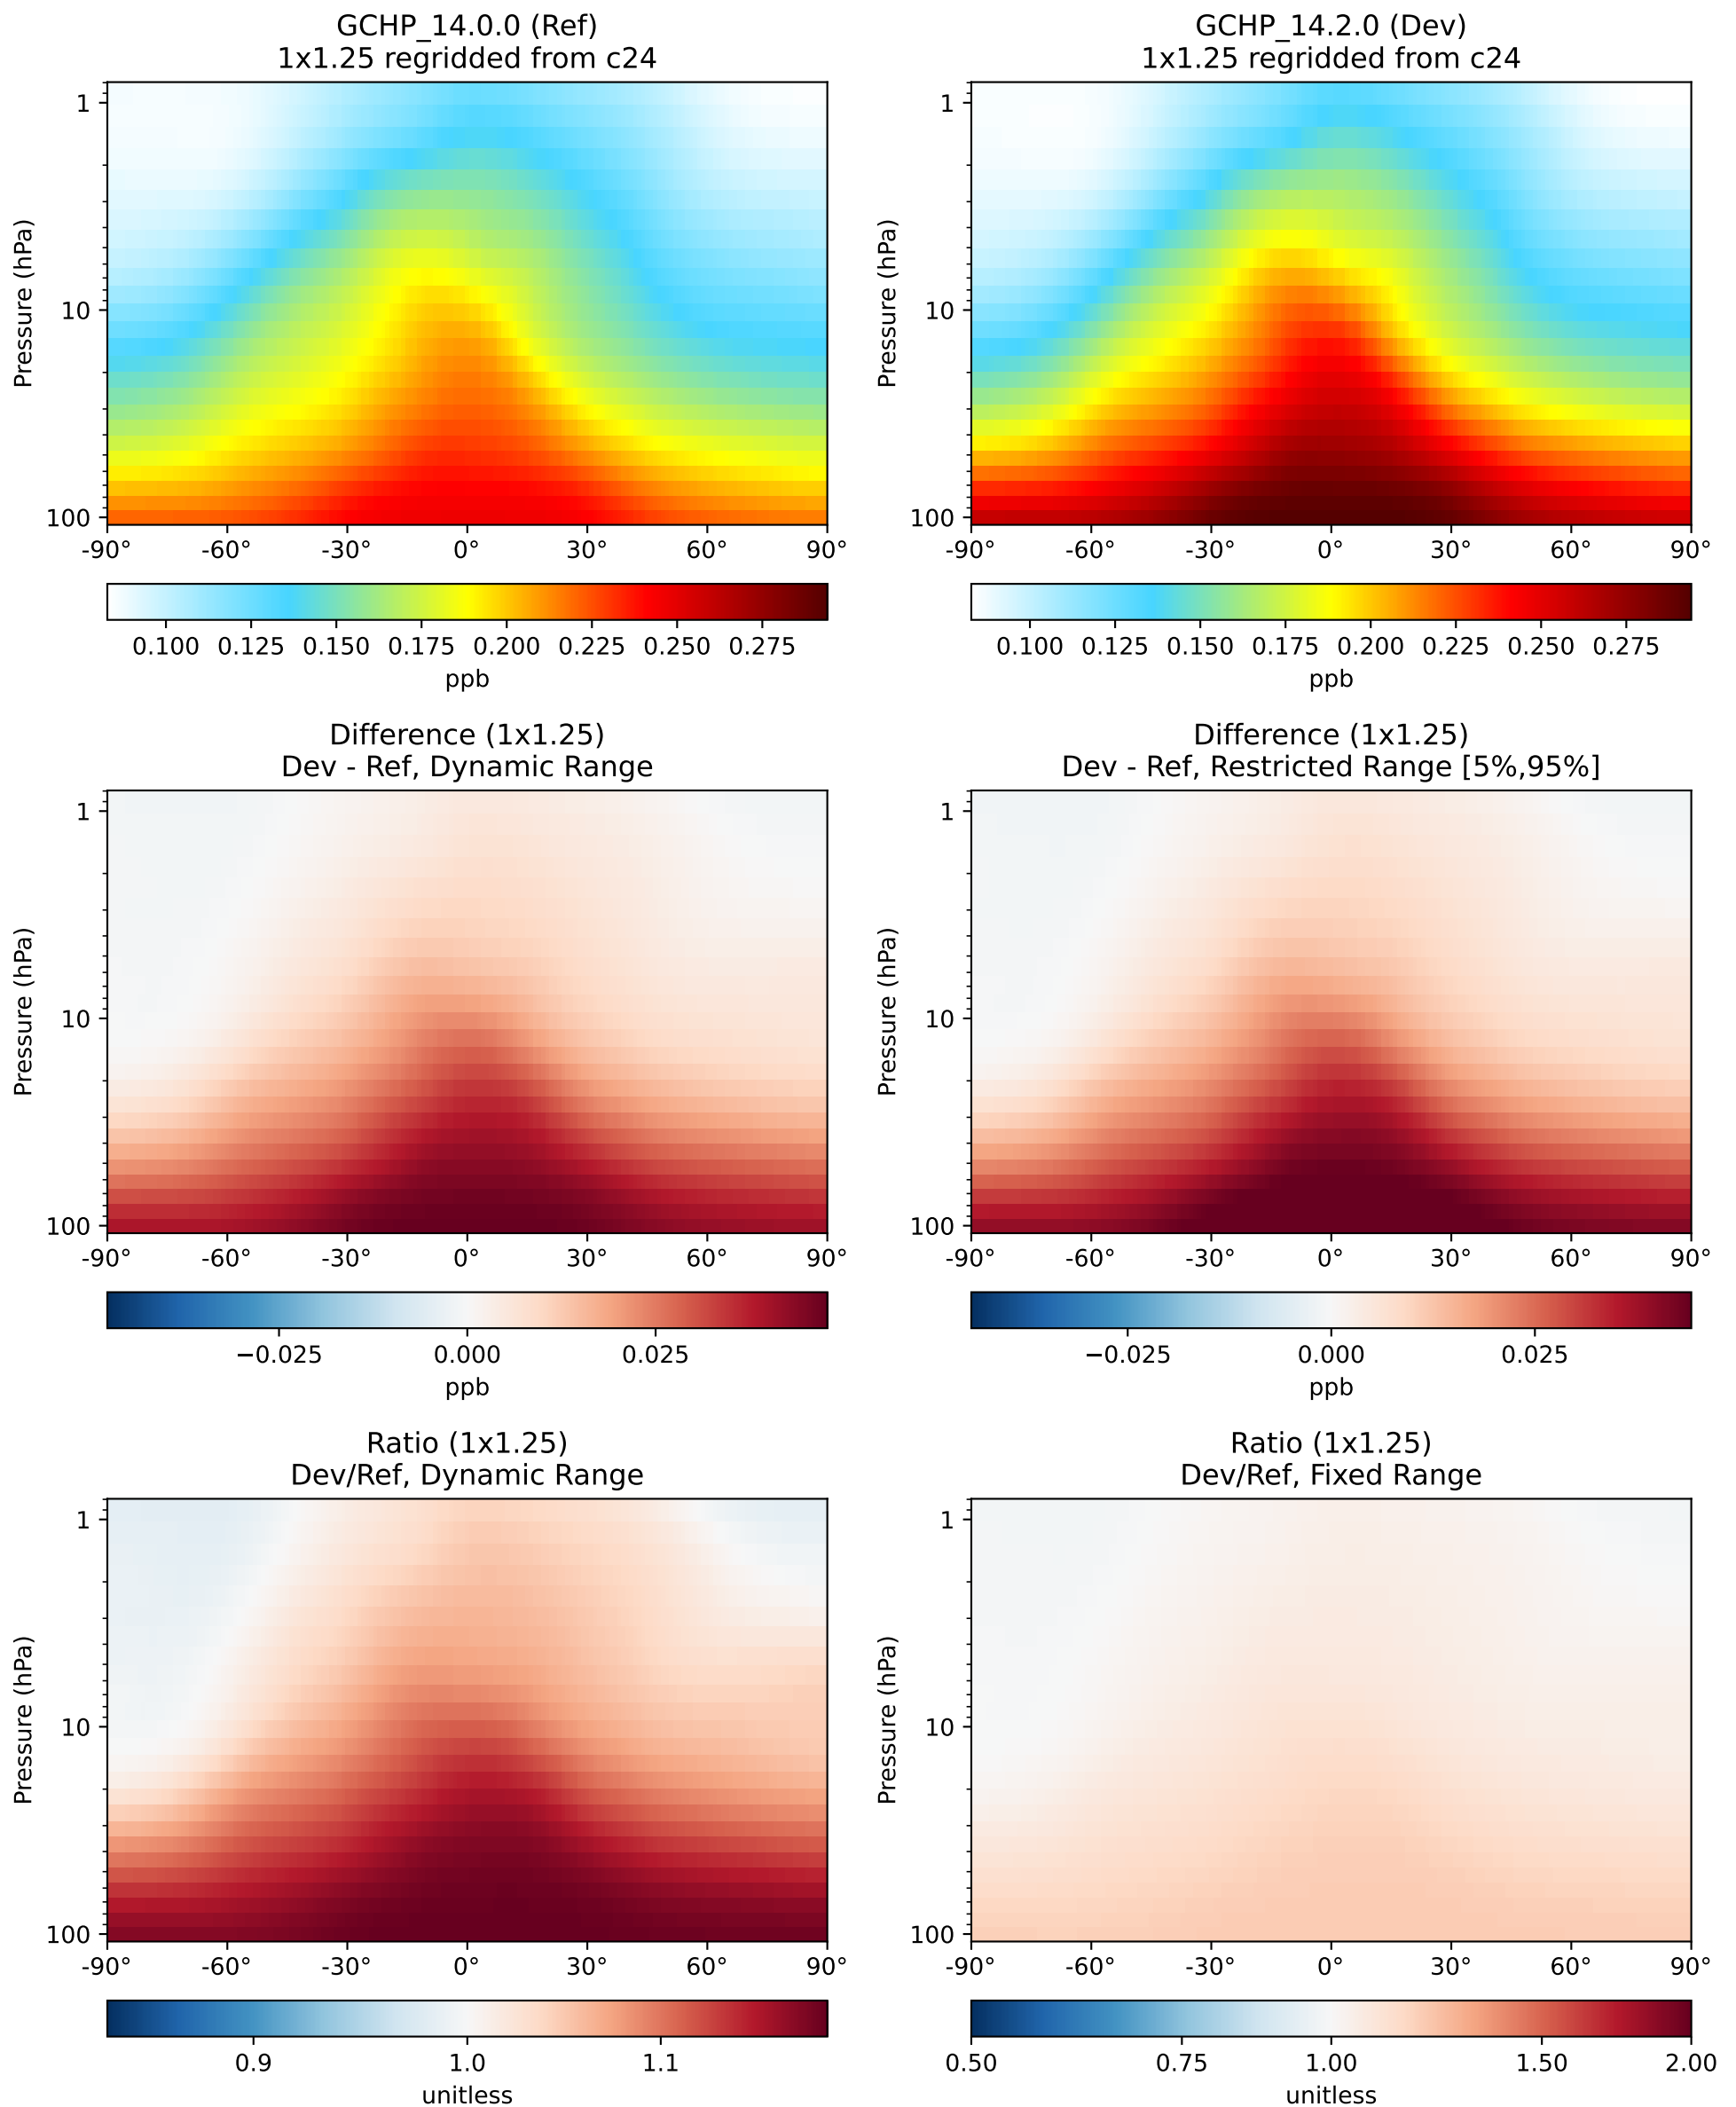 GCHP_14.0.0 (Ref)
1x1.25 regridded from c24
Pressure (hPa)
1
10
100
-90° -60° -30° 0° 30° 60° 90°
0.100 0.125 0.150 0.175 0.200 0.225 0.250 0.275
ppb
GCHP_14.2.0 (Dev)
1x1.25 regridded from c24
Pressure (hPa)
1
10
100
-90° -60° -30° 0° 30° 60° 90°
0.100 0.125 0.150 0.175 0.200 0.225 0.250 0.275
ppb
Difference (1x1.25)
Dev - Ref, Dynamic Range
Pressure (hPa)
1
10
100
-90° -60° -30° 0° 30° 60° 90°
−0.025 0.000 0.025
ppb
Difference (1x1.25)
Dev - Ref, Restricted Range [5%,95%]
Pressure (hPa)
1
10
100
-90° -60° -30° 0° 30° 60° 90°
−0.025 0.000 0.025
ppb
Ratio (1x1.25)
Dev/Ref, Dynamic Range
Pressure (hPa)
1
10
100
-90° -60° -30° 0° 30° 60° 90°
0.9 1.0 1.1
unitless
Ratio (1x1.25)
Dev/Ref, Fixed Range
Pressure (hPa)
1
10
100
-90° -60° -30° 0° 30° 60° 90°
0.50 0.75 1.00 1.50 2.00
unitless